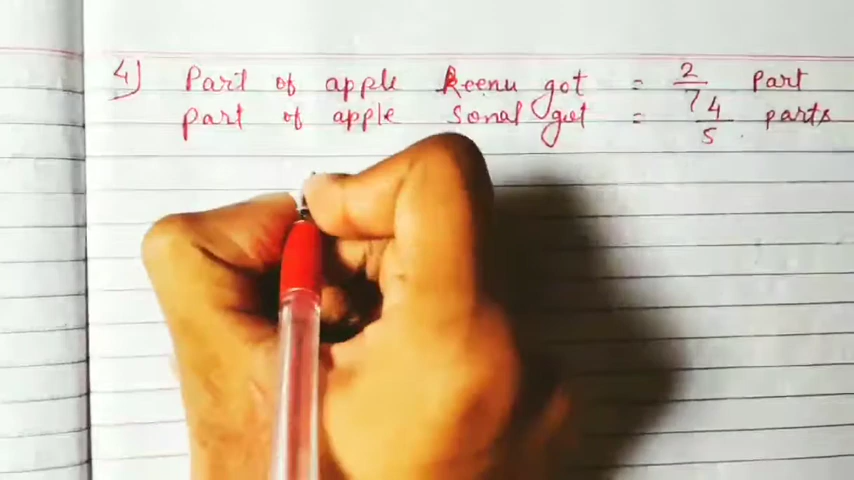 4) Part of apple Reenu got = 2/7 part
part of apple Sonal got = 4/5 parts